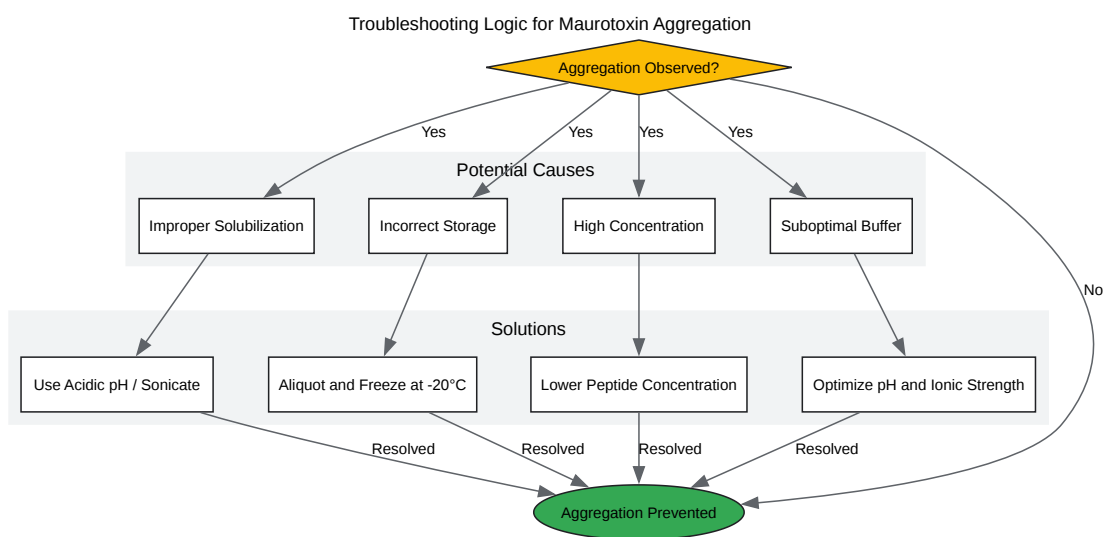 Troubleshooting Logic for Maurotoxin Aggregation
Aggregation Observed?
Yes
Yes
Yes
Yes
Potential Causes
Improper Solubilization
Incorrect Storage
High Concentration
Suboptimal Buffer
No
Solutions
Use Acidic pH / Sonicate
Aliquot and Freeze at -20°C
Lower Peptide Concentration
Optimize pH and Ionic Strength
Resolved
Resolved
Resolved
Resolved
Aggregation Prevented